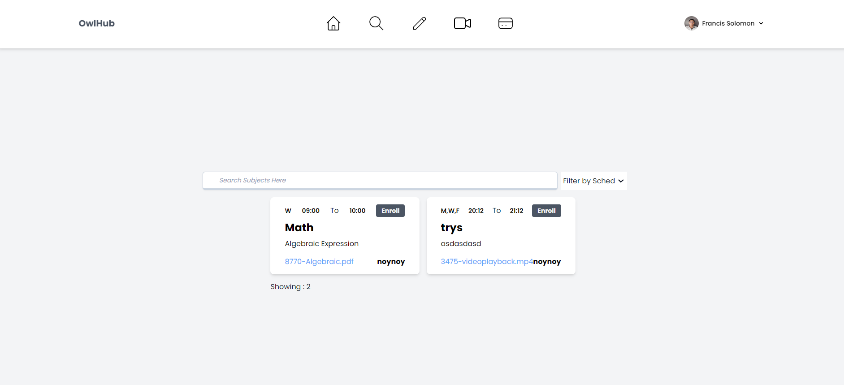 OwlHub
Francis Solomon
Search Subjects Here
Filter by Sched
W 09:00 To 10:00 Enroll
Math
Algebraic Expression
8770-Algebraic.pdf noynoy
M,W,F 20:12 To 21:12 Enroll
trys
asdasdasd
3475-videoplayback.mp4noynoy
Showing : 2